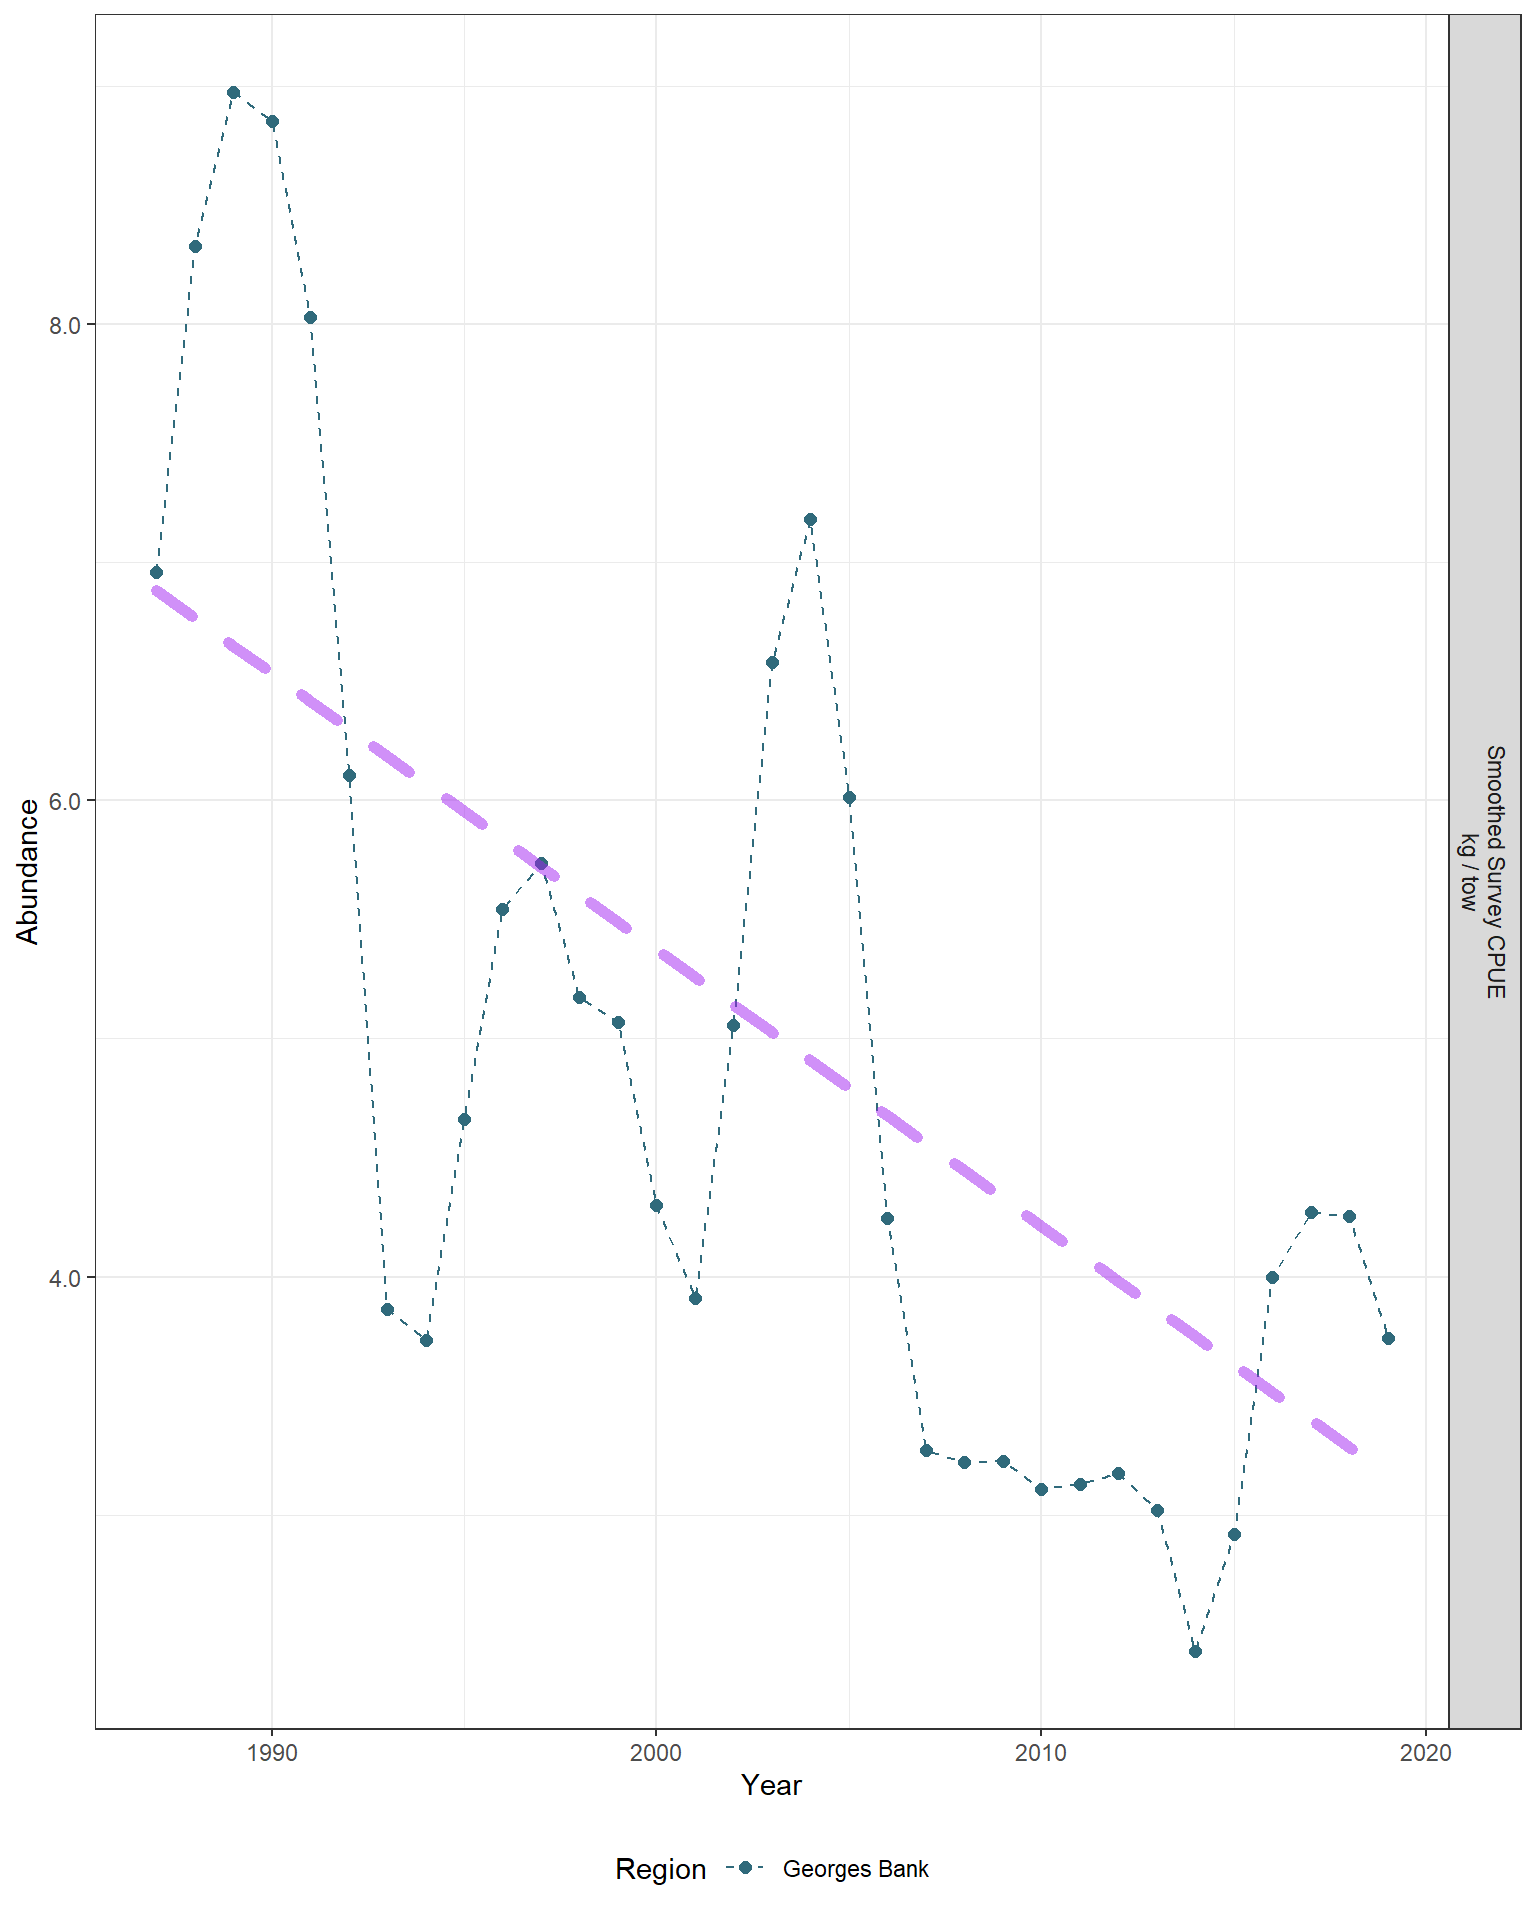 8.0
6.0
4.0
Abundance
Smoothed Survey CPUE
kg / tow
1990 2000 2010 2020
Year
Region Georges Bank